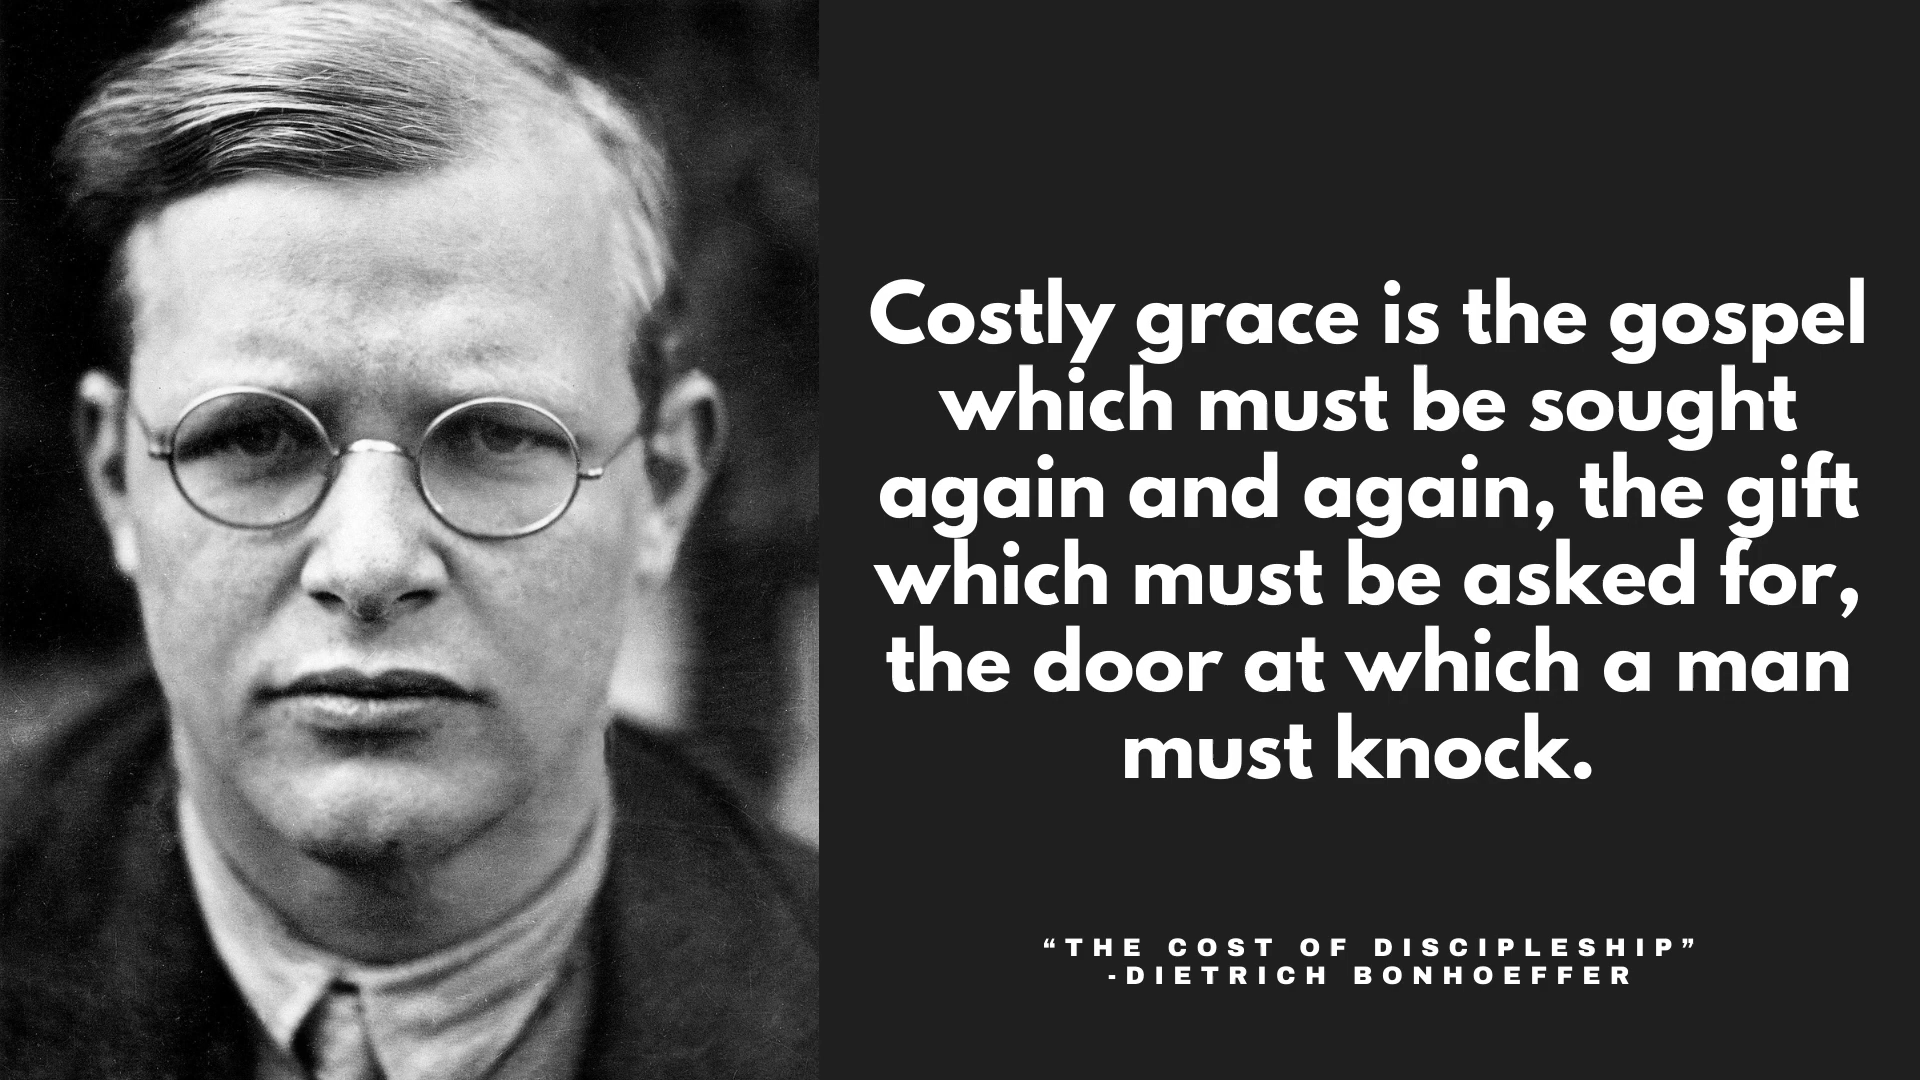 Costly grace is the gospel
which must be sought
again and again, the gift
which must be asked for,
the door at which a man
must knock.
“THE COST OF DISCIPLESHIP”
-DIETRICH BONHOEFFER